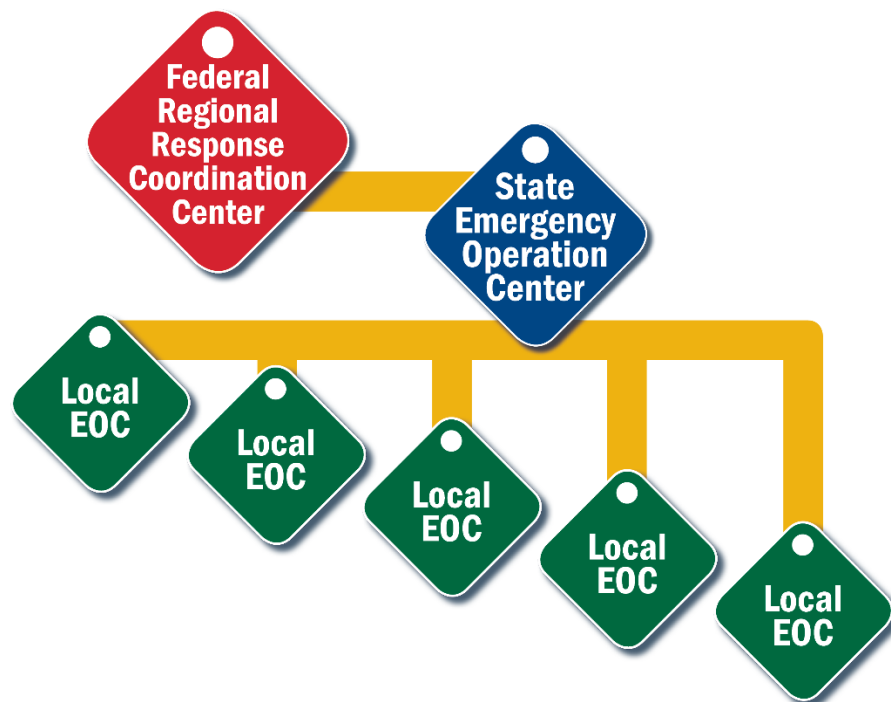 Federal
Regional
Response
Coordination
Center
State
Emergency
Operation
Center
Local
EOC
Local
EOC
Local
EOC
Local
EOC
Local
EOC